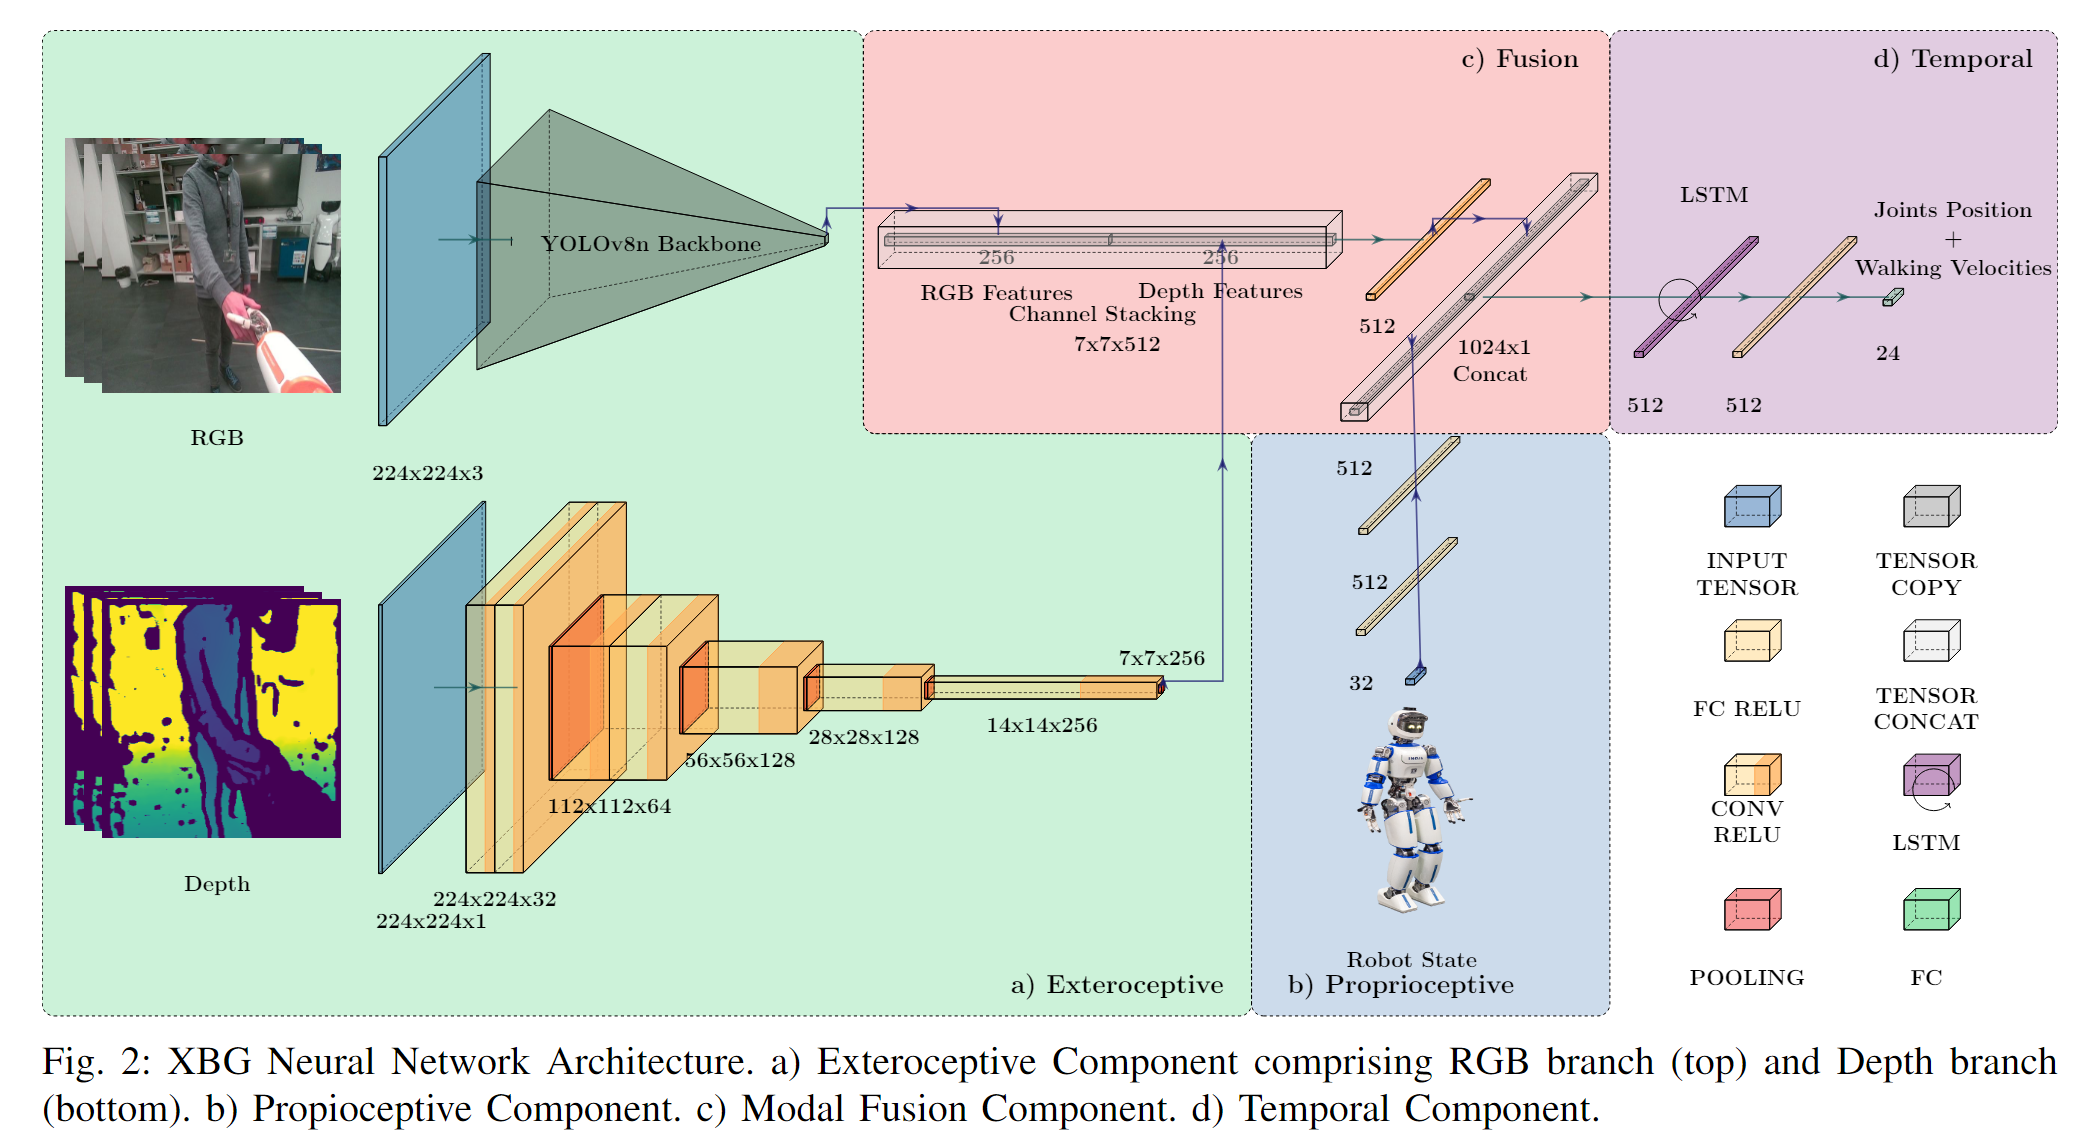 c) Fusion
d) Temporal
YOLOv8n Backbone
256
256
RGB Features
Depth Features
Channel Stacking
7x7x512
512
1024x1
Concat
LSTM
Joints Position
+
Walking Velocities
24
512
512
RGB
224x224x3
Depth
224x224x1
224x224x32
112x112x64
56x56x128
28x28x128
14x14x256
7x7x256
a) Exteroceptive
512
512
32
Robot State
b) Proprioceptive
INPUT
TENSOR
TENSOR
COPY
FC RELU
TENSOR
CONCAT
CONV
RELU
LSTM
POOLING
FC
Fig. 2: XBG Neural Network Architecture. a) Exteroceptive Component comprising RGB branch (top) and Depth branch
(bottom). b) Propioceptive Component. c) Modal Fusion Component. d) Temporal Component.